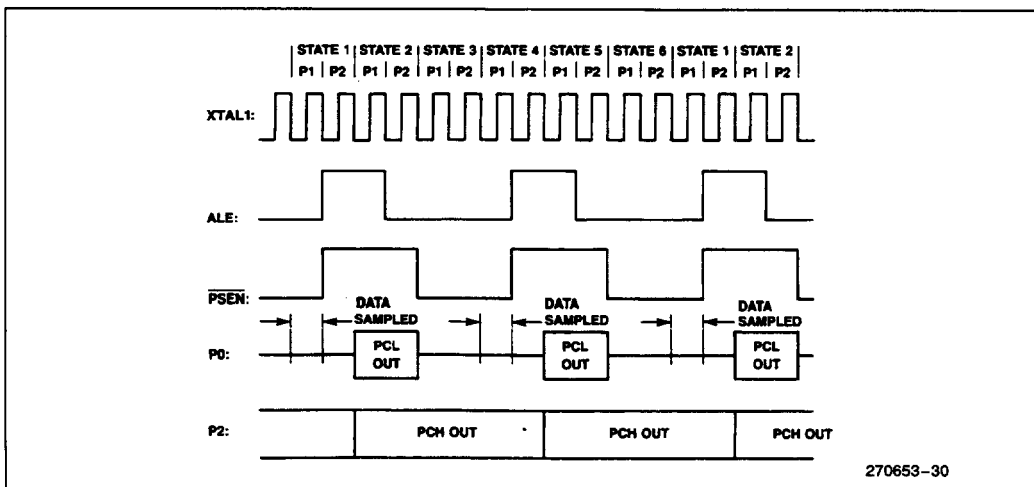 STATE 1 STATE 2 STATE 3 STATE 4 STATE 5 STATE 6 STATE 1 STATE 2
P1 P2 P1 P2 P1 P2 P1 P2 P1 P2 P1 P2 P1 P2 P1 P2
XTAL1:
ALE:
PSEN:
DATA SAMPLED
DATA SAMPLED
DATA SAMPLED
P0:
PCL OUT
PCL OUT
PCL OUT
P2:
PCH OUT
PCH OUT
PCH OUT
270653-30